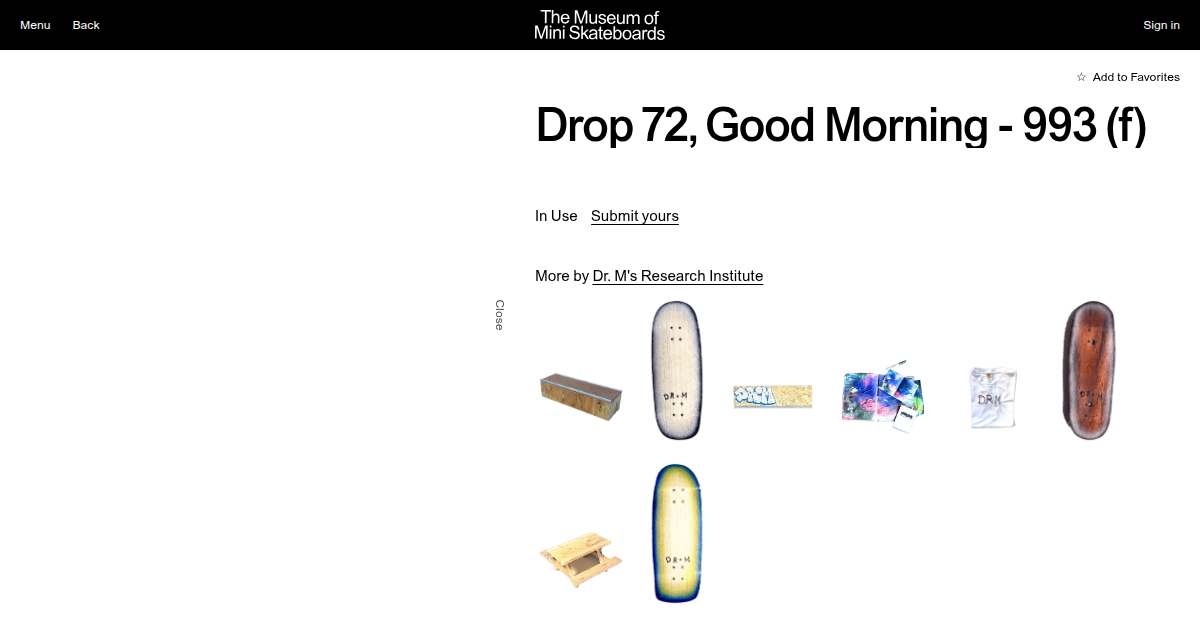 Menu
Back
The Museum of
Mini Skateboards
Sign in
☆ Add to Favorites
Drop 72, Good Morning - 993 (f)
In Use
Submit yours
More by Dr. M's Research Institute
Close
DR.M
DRM
DR.M
DR.M